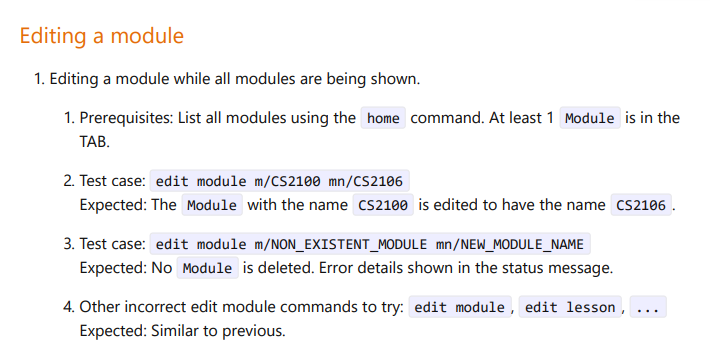 Editing a module
1. Editing a module while all modules are being shown.
1. Prerequisites: List all modules using the home command. At least 1 Module is in the
TAB.
2. Test case: edit module m/CS2100 mn/CS2106
Expected: The Module with the name CS2100 is edited to have the name CS2106 .
3. Test case: edit module m/NON_EXISTENT_MODULE mn/NEW_MODULE_NAME
Expected: No Module is deleted. Error details shown in the status message.
4. Other incorrect edit module commands to try: edit module , edit lesson , ...
Expected: Similar to previous.